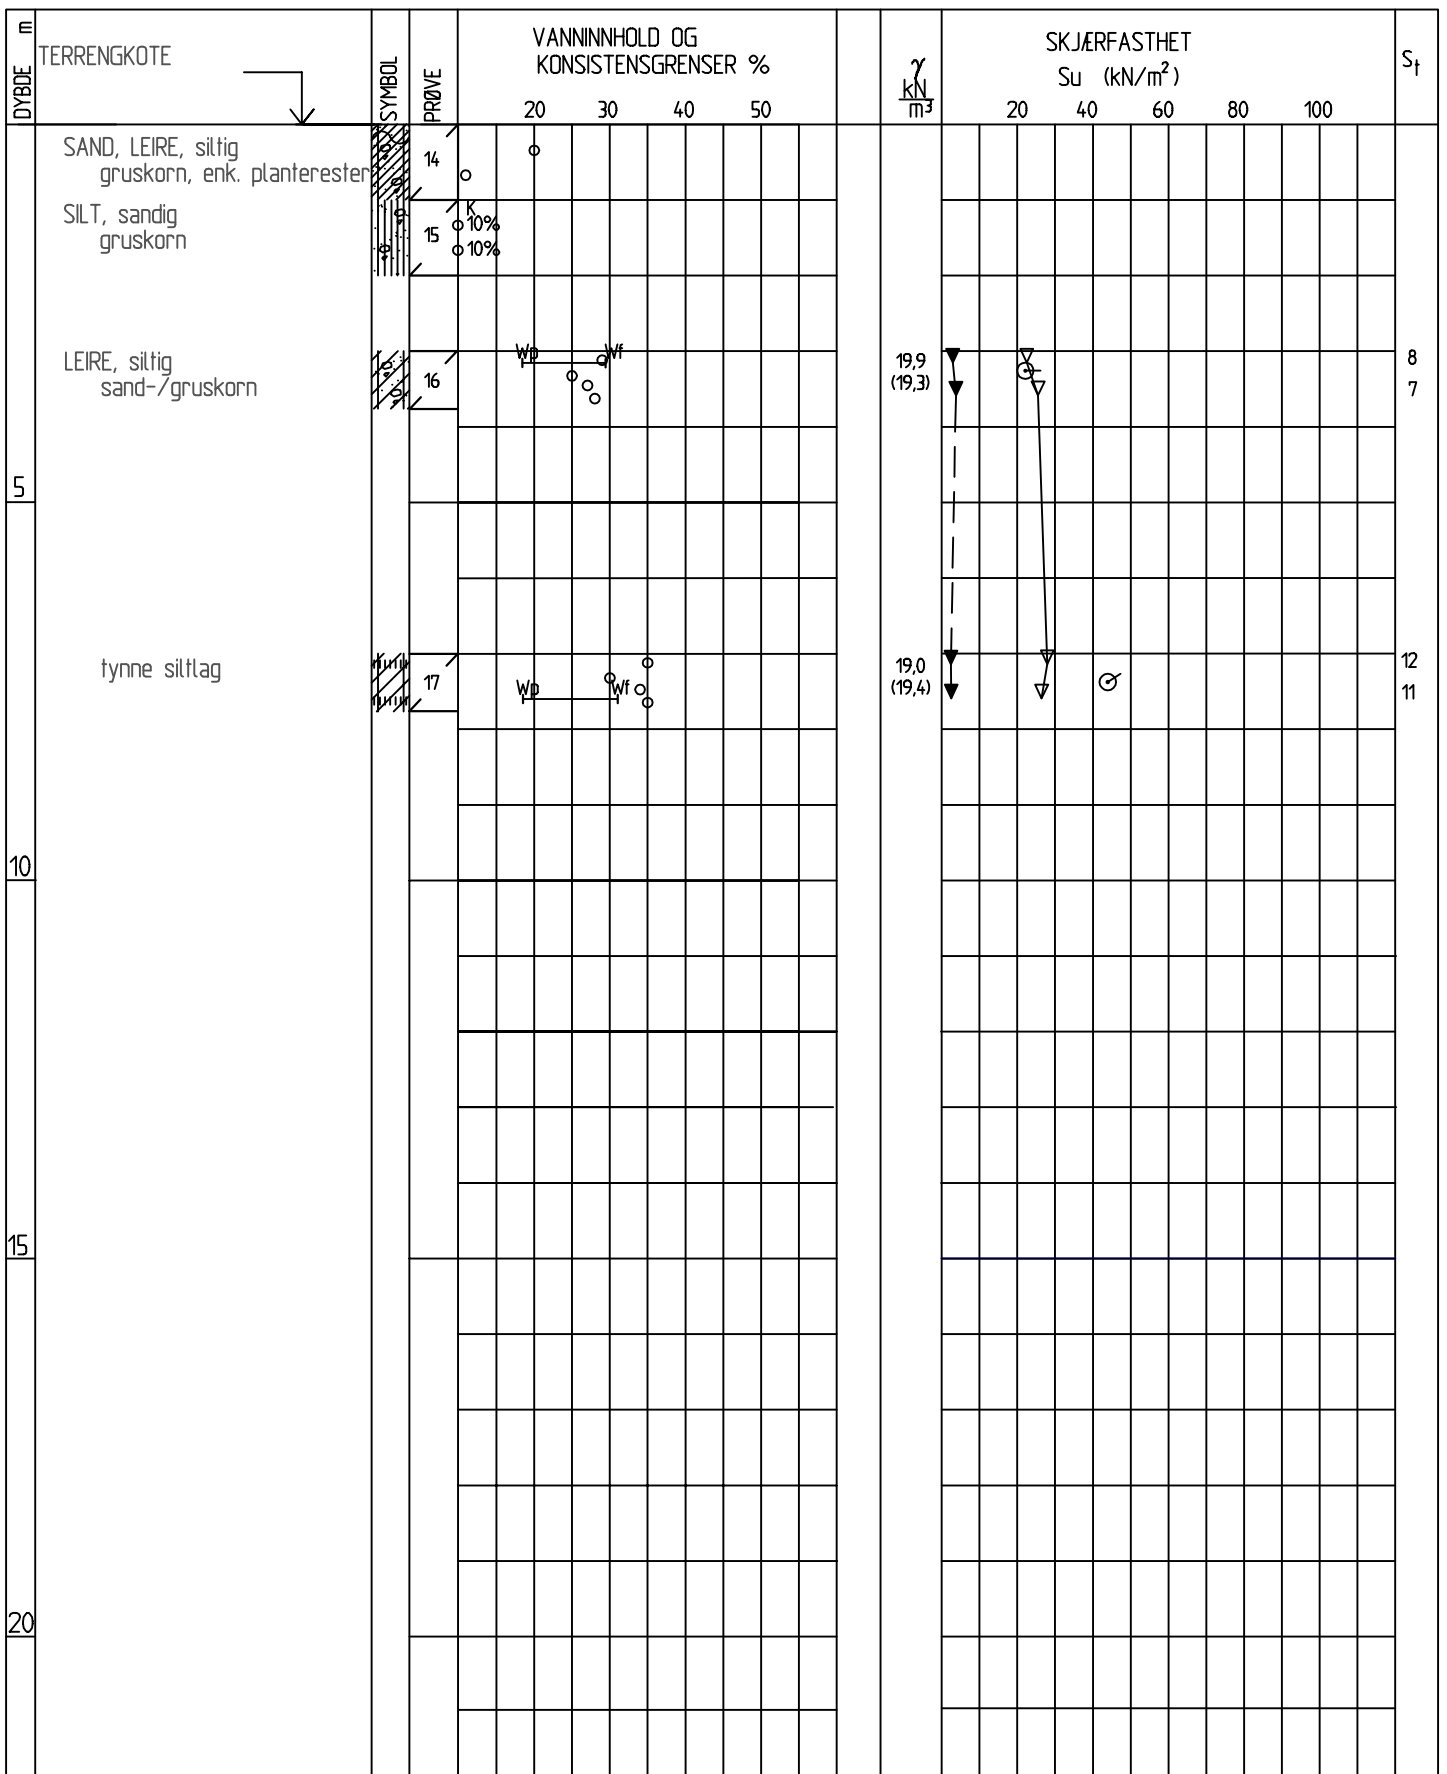 DYBDE m
TERRENGKOTE
SYMBOL
PRØVE
VANNINNHOLD OG
KONSISTENSGRENSER %
20 30 40 50
γ
kN
m³
SKJÆRFASTHET
Su (kN/m²)
20 40 60 80 100
St
SAND, LEIRE, siltig
gruskorn, enk. planterester
14
SILT, sandig
gruskorn
15
K
10%
10%
LEIRE, siltig
sand-/gruskorn
16
Wp Wf
19,9
(19,3)
8
7
5
tynne siltlag
17
Wp Wf
19,0
(19,4)
12
11
10
15
20